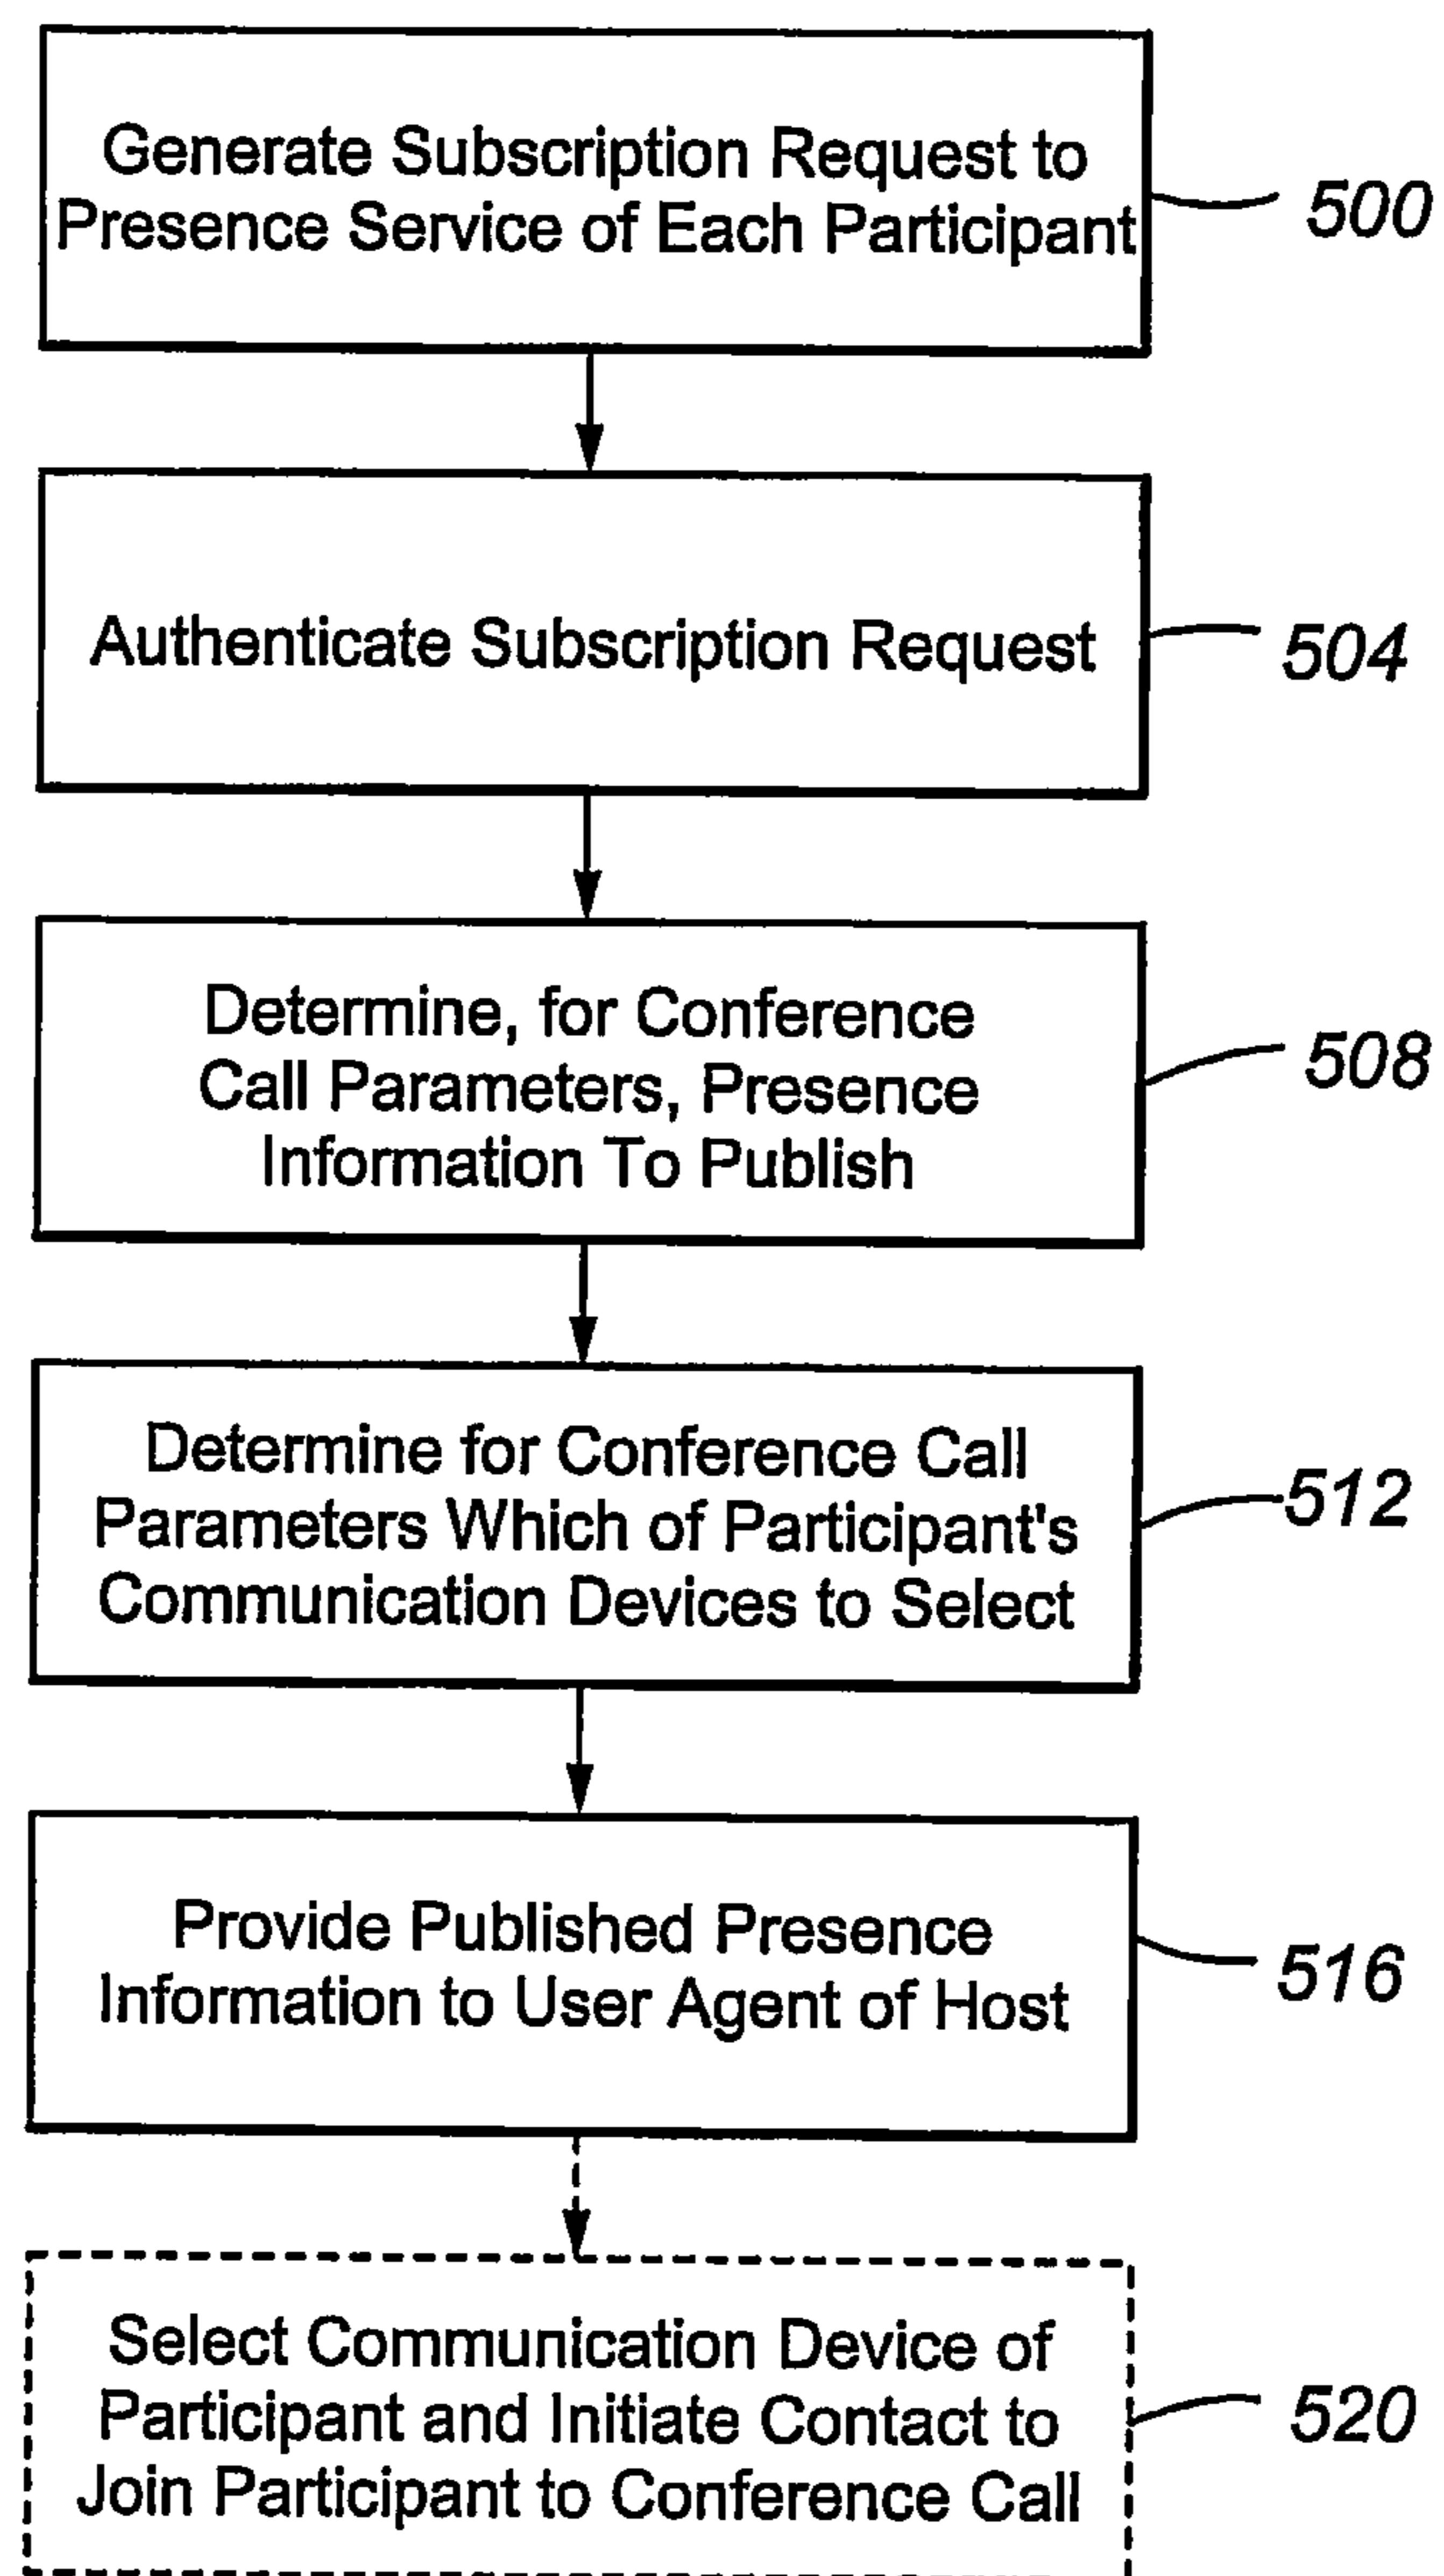 Generate Subscription Request to
Presence Service of Each Participant
500
Authenticate Subscription Request
504
Determine, for Conference
Call Parameters, Presence
Information To Publish
508
Determine for Conference Call
Parameters Which of Participant's
Communication Devices to Select
512
Provide Published Presence
Information to User Agent of Host
516
Select Communication Device of
Participant and Initiate Contact to
Join Participant to Conference Call
520